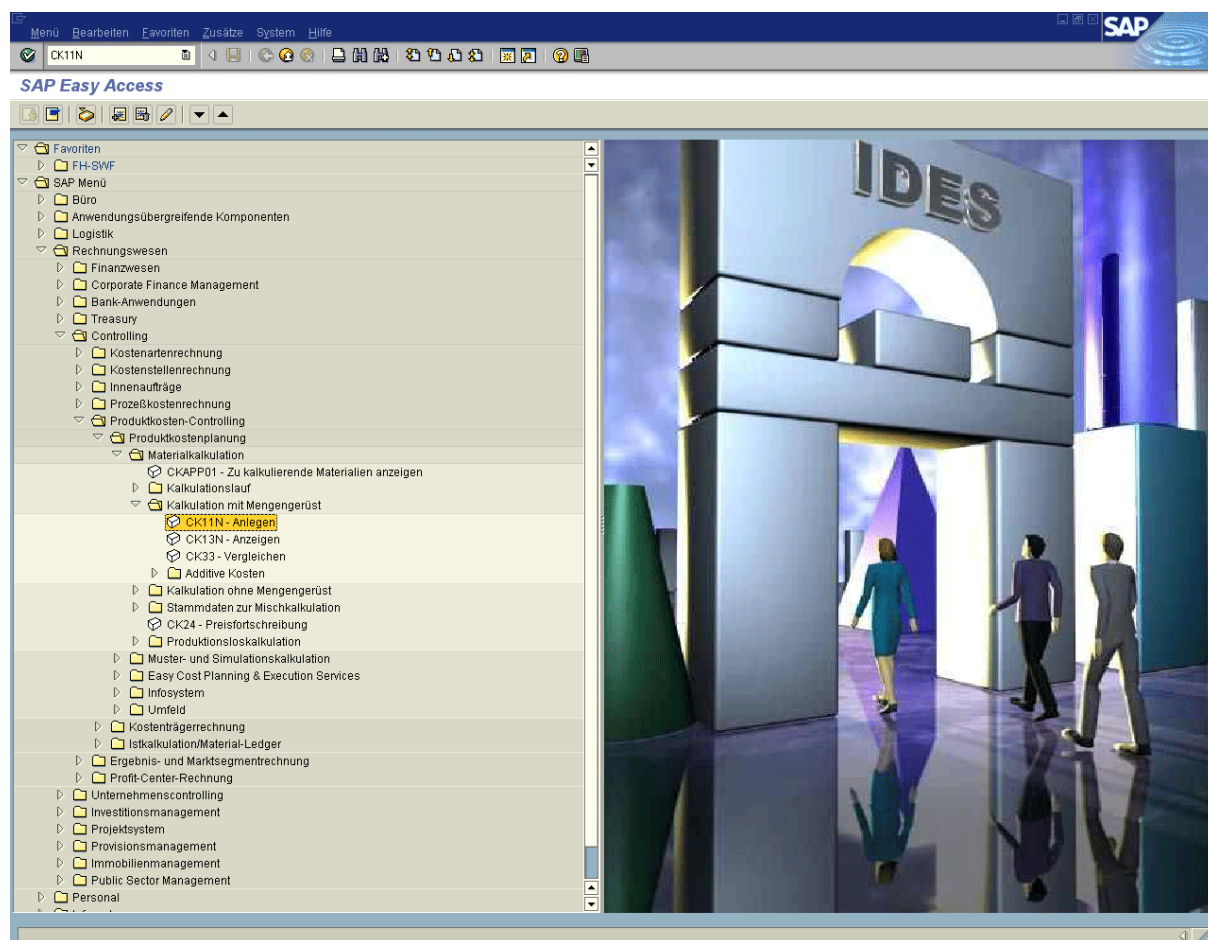 Menü Bearbeiten Favoriten Zusätze System Hilfe
SAP
CK11N
SAP Easy Access
Favoriten
FH-SWF
SAP Menü
Büro
Anwendungsübergreifende Komponenten
Logistik
Rechnungswesen
Finanzwesen
Corporate Finance Management
Bank-Anwendungen
Treasury
Controlling
Kostenartenrechnung
Kostenstellenrechnung
Innenaufträge
Prozeßkostenrechnung
Produktkosten-Controlling
Produktkostenplanung
Materialkalkulation
CKAPP01 - Zu kalkulierende Materialien anzeigen
Kalkulationslauf
Kalkulation mit Mengengerüst
CK11N - Anlegen
CK13N - Anzeigen
CK33 - Vergleichen
Additive Kosten
Kalkulation ohne Mengengerüst
Stammdaten zur Mischkalkulation
CK24 - Preisfortschreibung
Produktionsloskalkulation
Muster- und Simulationskalkulation
Easy Cost Planning & Execution Services
Infosystem
Umfeld
Kostenträgerrechnung
Istkalkulation/Material-Ledger
Ergebnis- und Marktsegmentrechnung
Profit-Center-Rechnung
Unternehmenscontrolling
Investitionsmanagement
Projektsystem
Provisionsmanagement
Immobilienmanagement
Public Sector Management
Personal
IDES